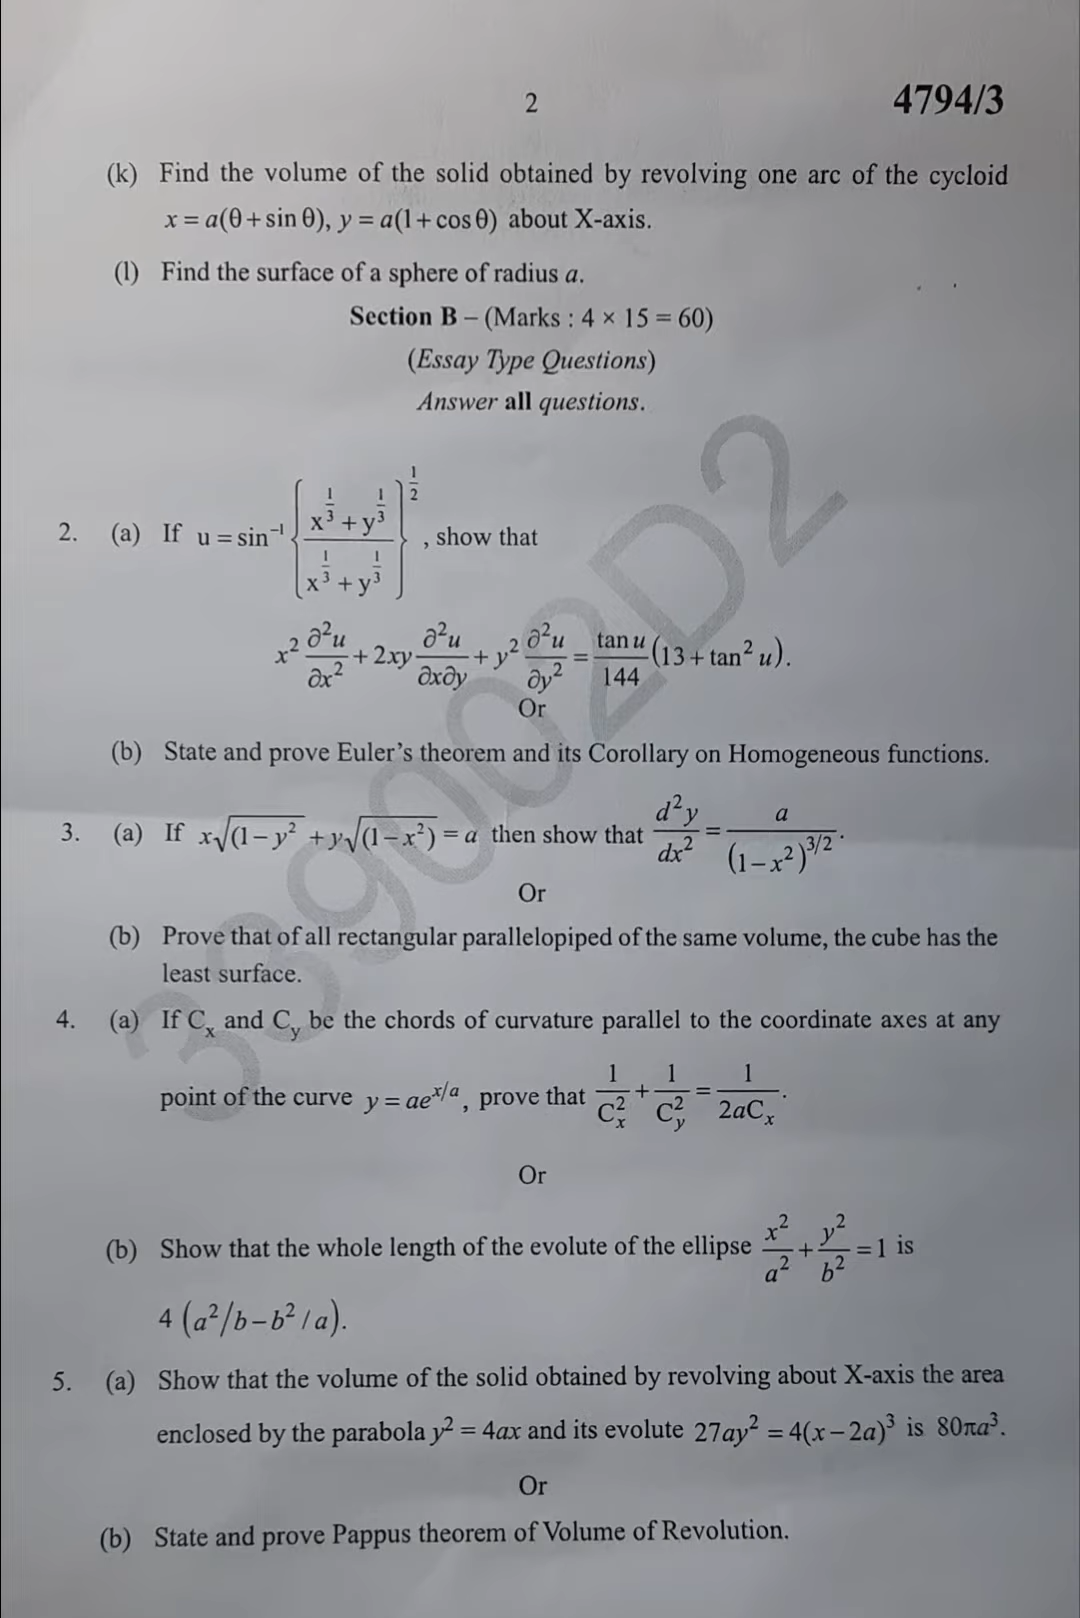 2
4794/3
(k) Find the volume of the solid obtained by revolving one arc of the cycloid
x = a(θ + sin θ), y = a(1 + cos θ) about X-axis.
(l) Find the surface of a sphere of radius a.
Section B – (Marks : 4 × 15 = 60)
(Essay Type Questions)
Answer all questions.
2. (a) If u = sin⁻¹ {(x^(1/3) + y^(1/3)) / (x^(1/3) + y^(1/3))}^(1/2), show that
x² ∂²u/∂x² + 2xy ∂²u/∂x∂y + y² ∂²u/∂y² = tan u/144 (13 + tan² u).
Or
(b) State and prove Euler's theorem and its Corollary on Homogeneous functions.
3. (a) If x√(1 – y²) + y√(1 – x²) = a then show that d²y/dx² = a/(1 – x²)^(3/2).
Or
(b) Prove that of all rectangular parallelopiped of the same volume, the cube has the
least surface.
4. (a) If Cₓ and C_y be the chords of curvature parallel to the coordinate axes at any
point of the curve y = ae^(x/a), prove that 1/Cₓ² + 1/C_y² = 1/2aCₓ.
Or
(b) Show that the whole length of the evolute of the ellipse x²/a² + y²/b² = 1 is
4 (a²/b – b²/a).
5. (a) Show that the volume of the solid obtained by revolving about X-axis the area
enclosed by the parabola y² = 4ax and its evolute 27ay² = 4(x – 2a)³ is 80πa³.
Or
(b) State and prove Pappus theorem of Volume of Revolution.
33902D2